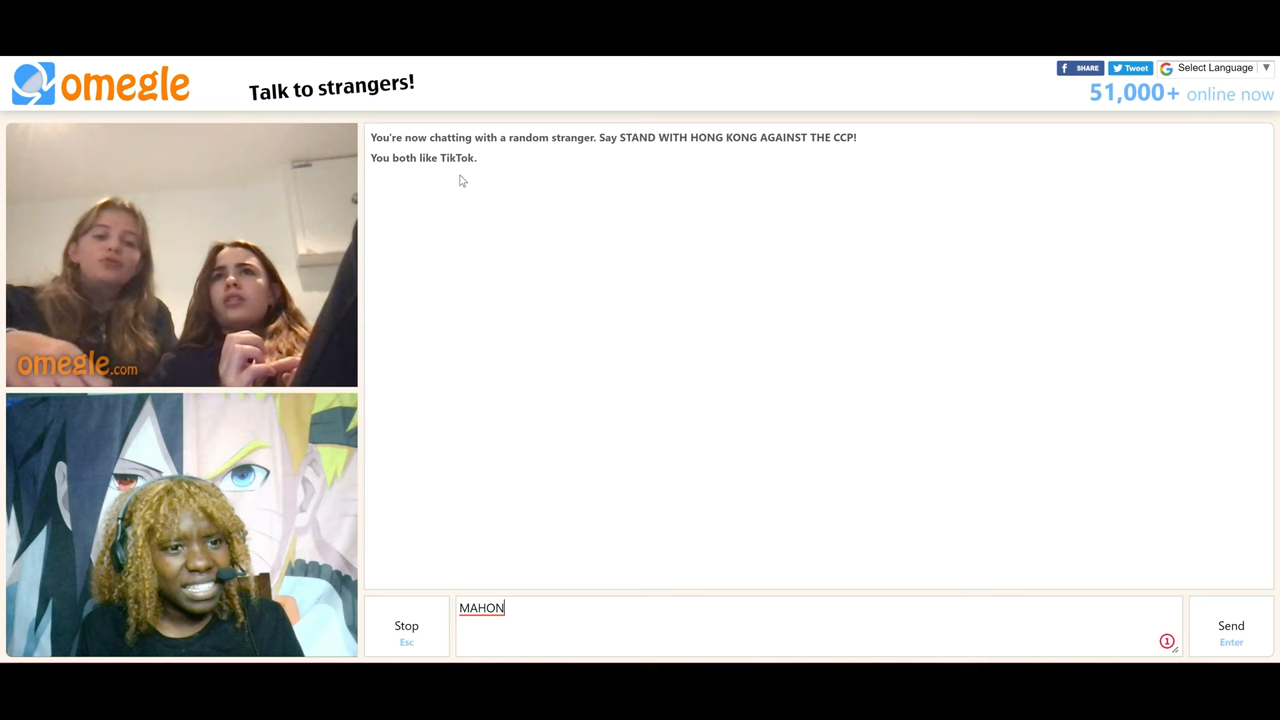 omegle
Talk to strangers!
SHARE
Tweet
Select Language
51,000+ online now
You're now chatting with a random stranger. Say STAND WITH HONG KONG AGAINST THE CCP!
You both like TikTok.
omegle.com
MAHON
Stop
Esc
1
Send
Enter